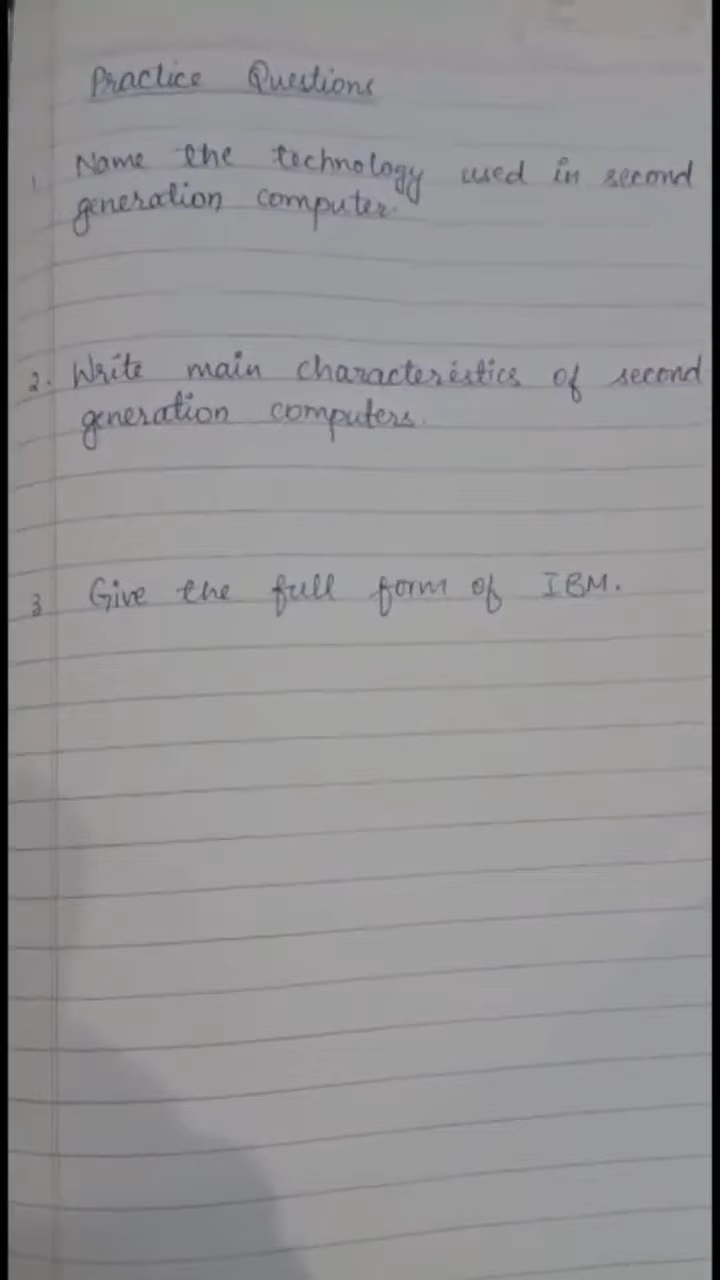 Practice Questions
1. Name the technology used in second
generation computer.
2. Write main characteristics of second
generation computers.
3 Give the full form of IBM.